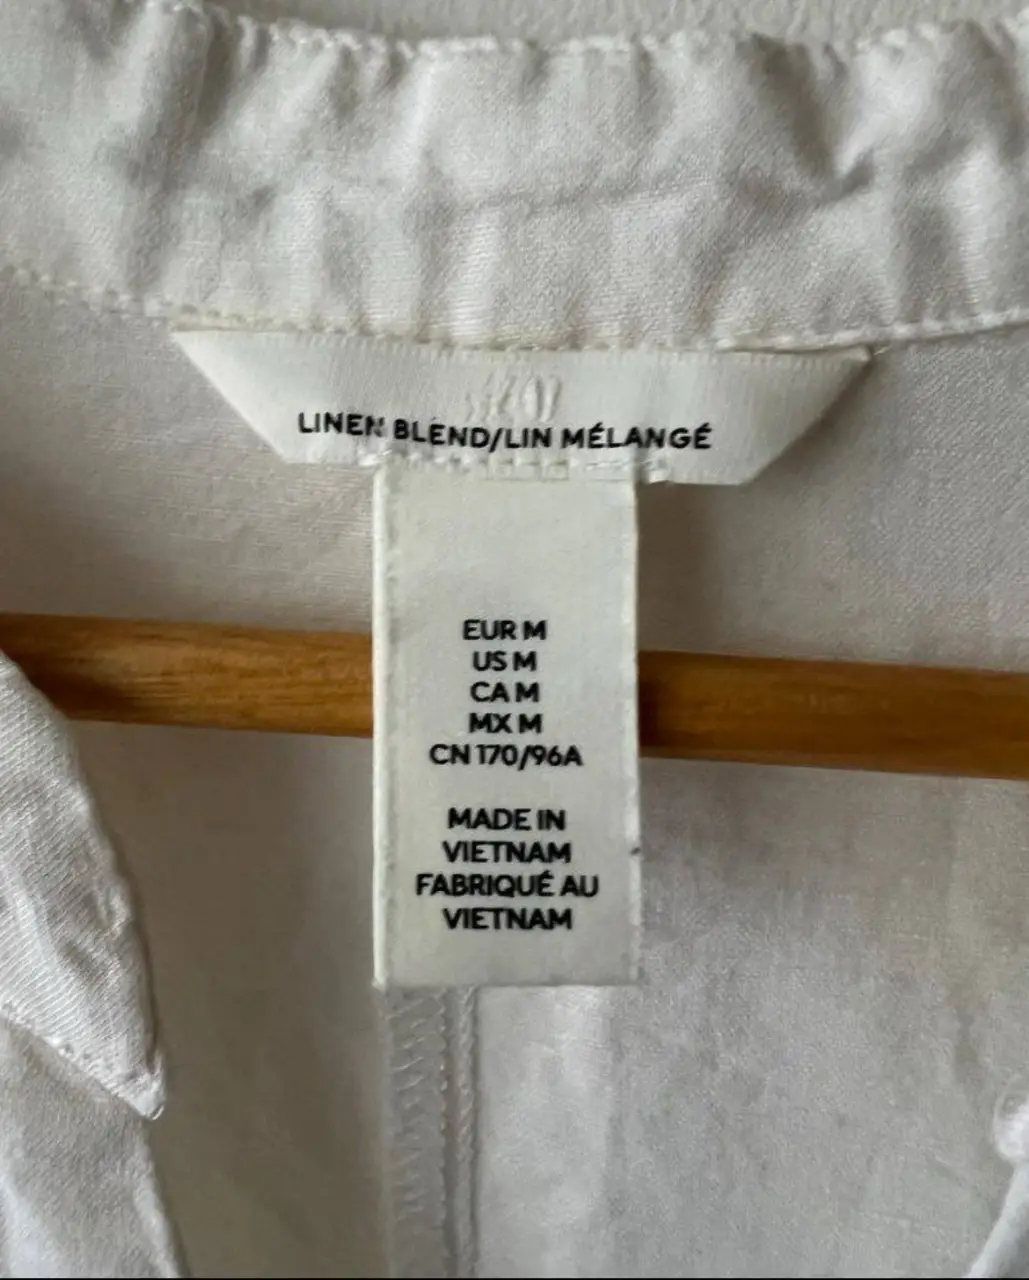 LINEN BLEND/LIN MÉLANGÉ
EUR M
US M
CA M
MX M
CN 170/96A
MADE IN
VIETNAM
FABRIQUÉ AU
VIETNAM